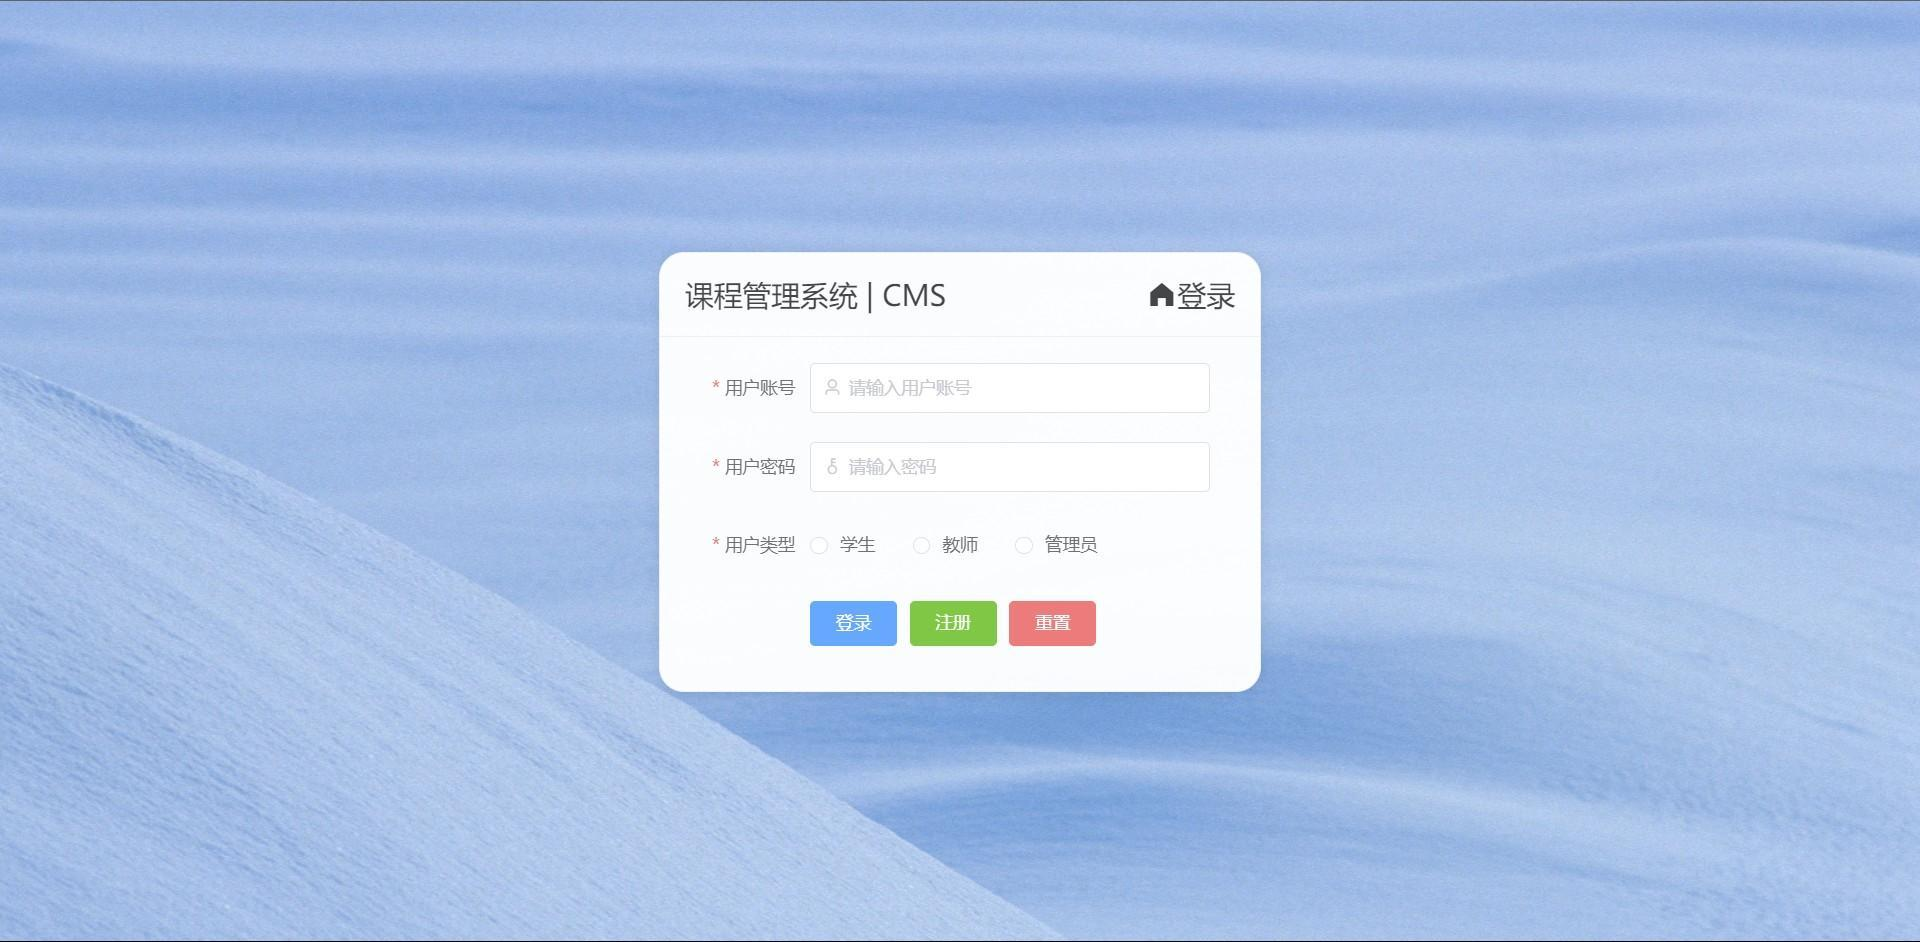 课程管理系统 | CMS
登录
* 用户账号 请输入用户账号
* 用户密码 请输入密码
* 用户类型 学生 教师 管理员
登录 注册 重置